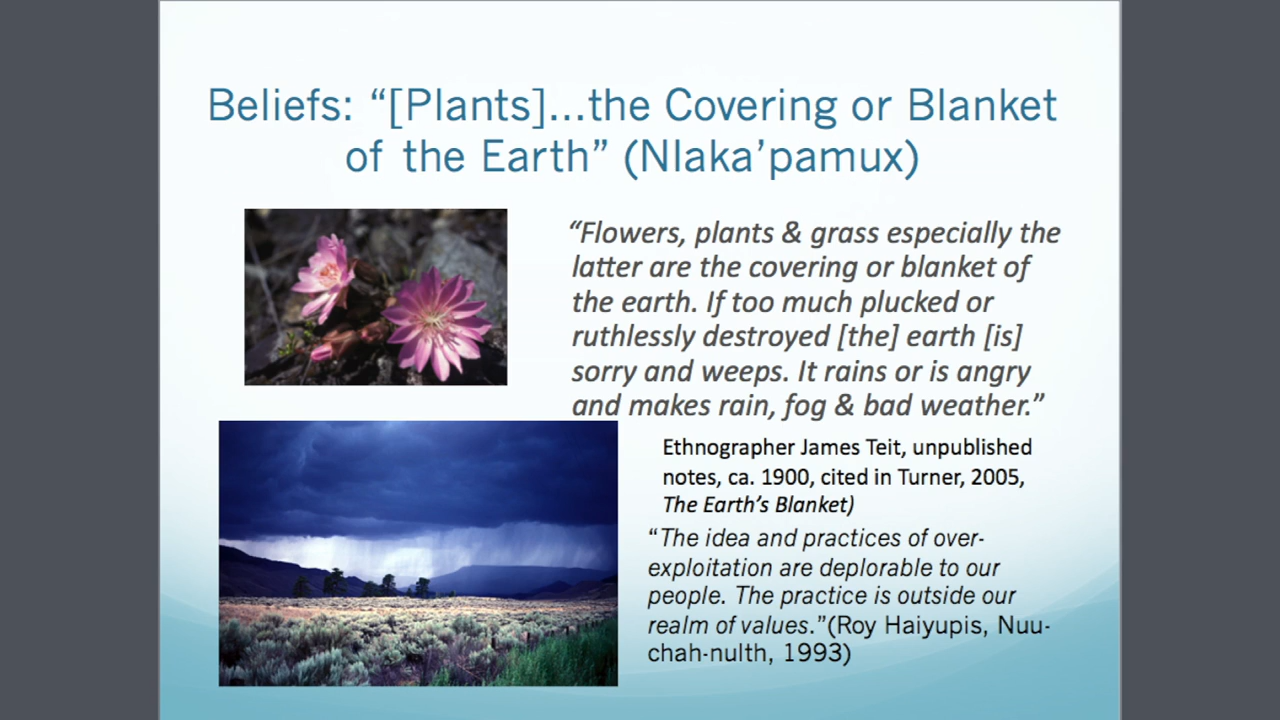 Beliefs: “[Plants]...the Covering or Blanket
of the Earth” (Nlaka’pamux)
“Flowers, plants & grass especially the
latter are the covering or blanket of
the earth. If too much plucked or
ruthlessly destroyed [the] earth [is]
sorry and weeps. It rains or is angry
and makes rain, fog & bad weather.”
Ethnographer James Teit, unpublished
notes, ca. 1900, cited in Turner, 2005,
The Earth’s Blanket)
“The idea and practices of over-
exploitation are deplorable to our
people. The practice is outside our
realm of values.”(Roy Haiyupis, Nuu-
chah-nulth, 1993)